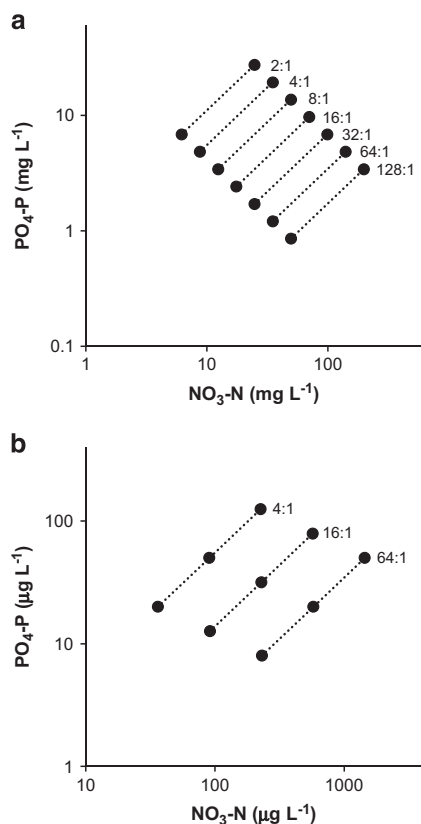 a
PO₄-P (mg L⁻¹)
10
1
0.1
2:1
4:1
8:1
16:1
32:1
64:1
128:1
1 10 100
NO₃-N (mg L⁻¹)
b
PO₄-P (µg L⁻¹)
100
10
1
4:1
16:1
64:1
10 100 1000
NO₃-N (µg L⁻¹)